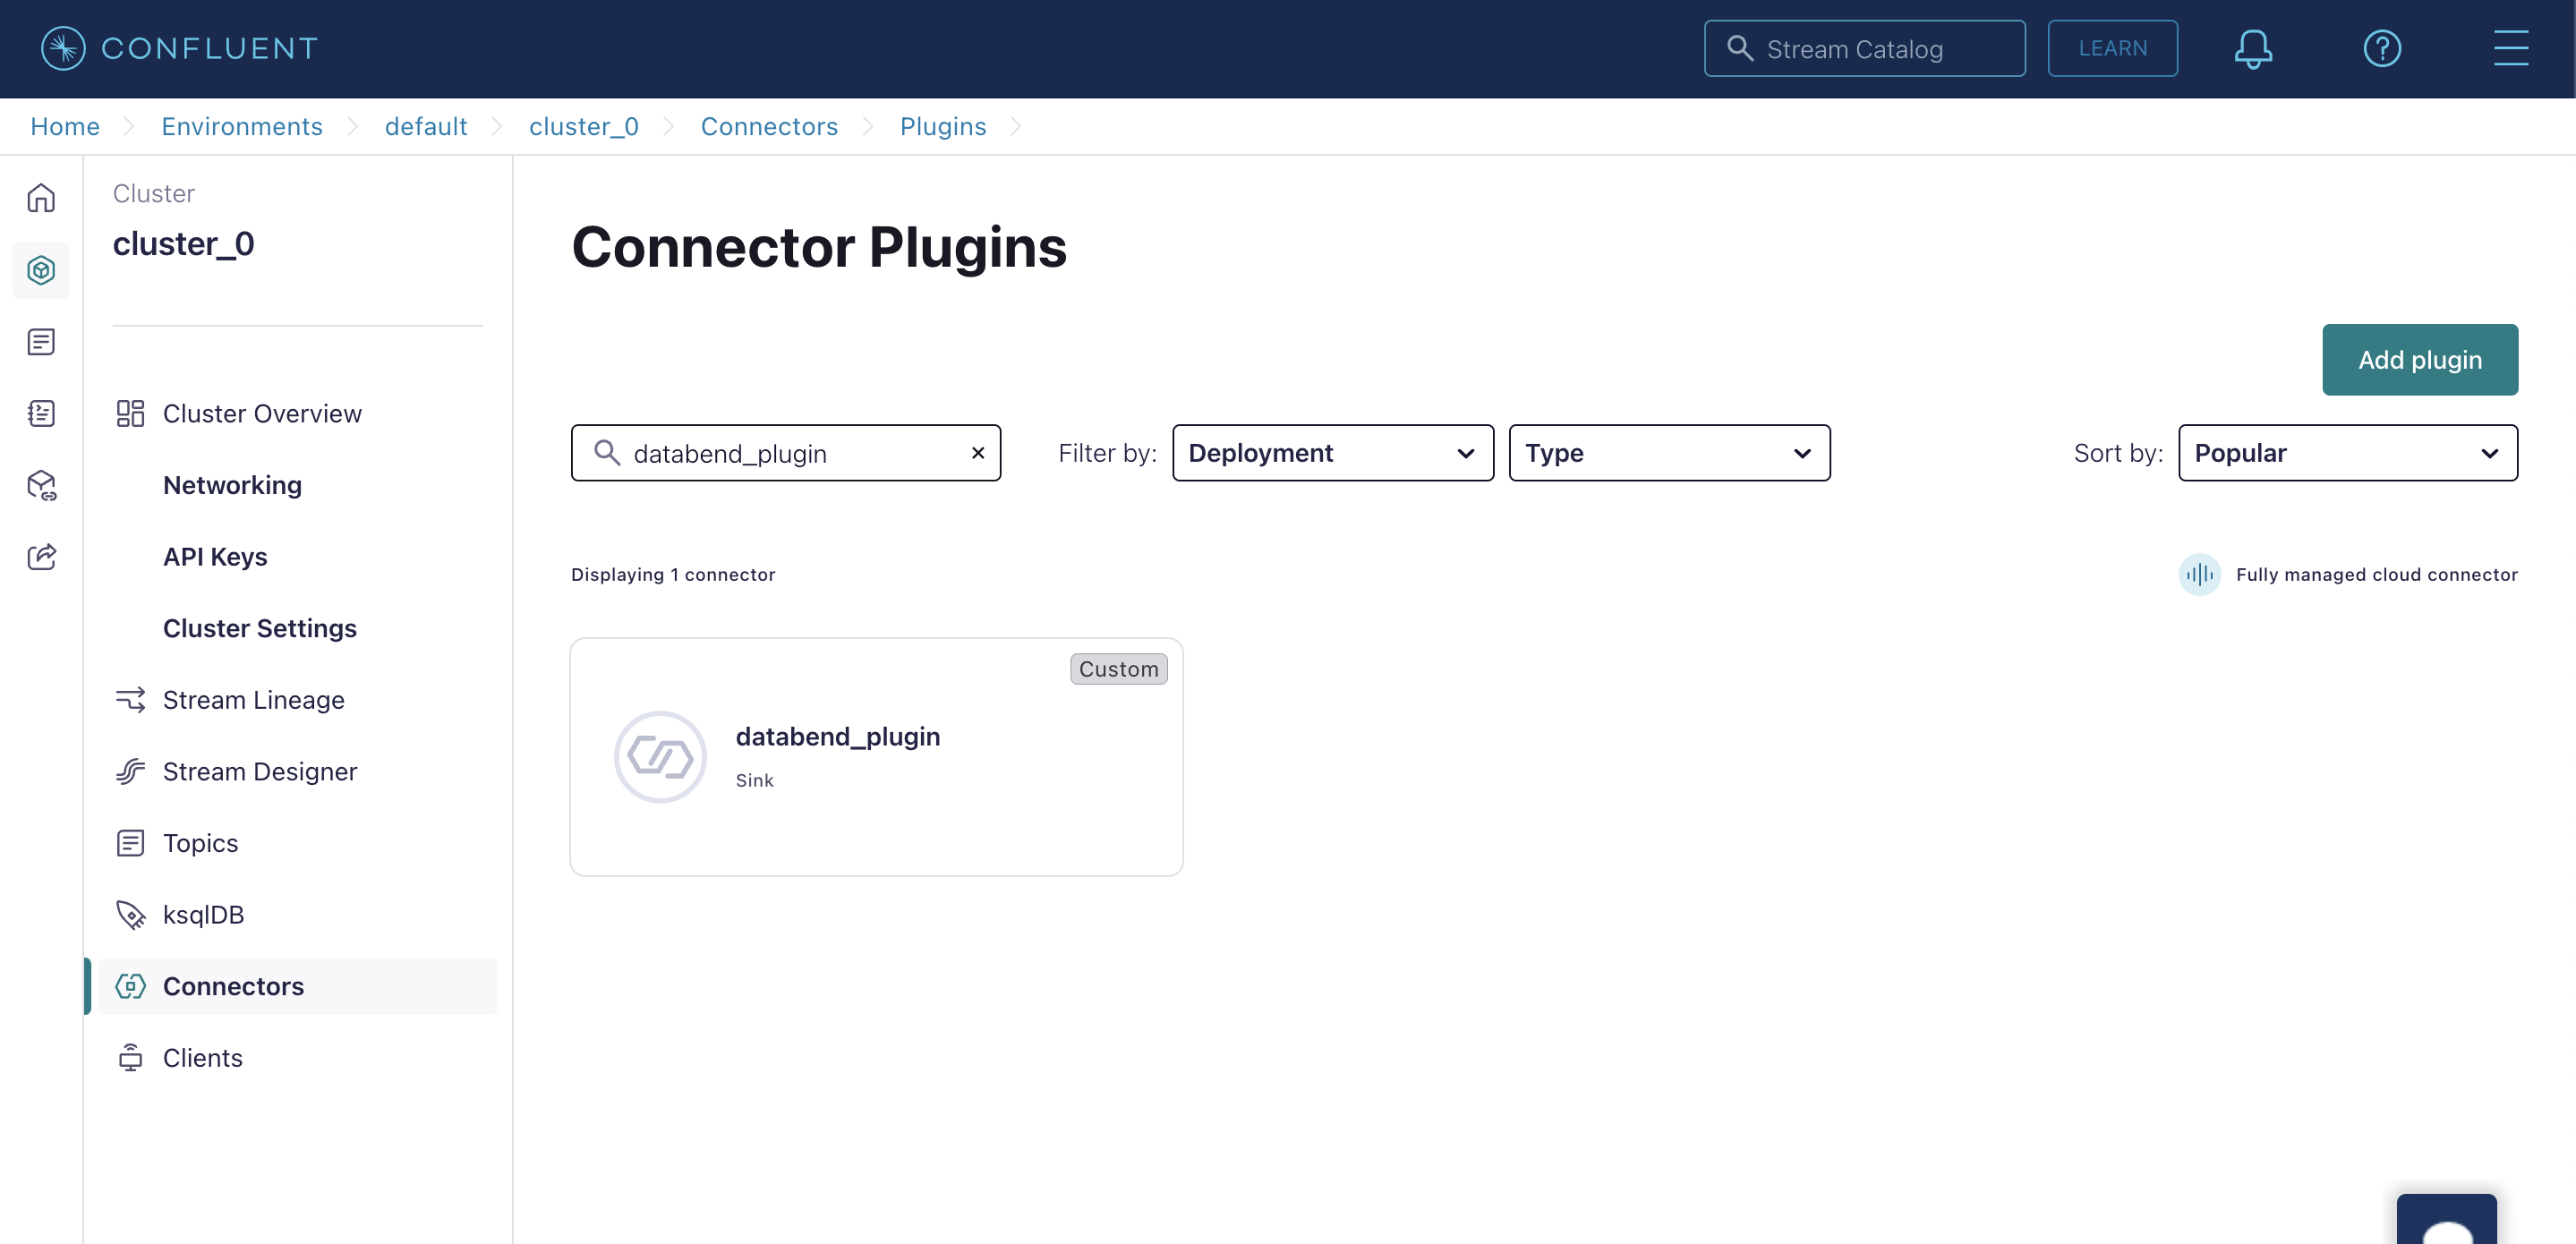 CONFLUENT
Stream Catalog
LEARN
Home
Environments
default
cluster_0
Connectors
Plugins
Cluster
cluster_0
Cluster Overview
Networking
API Keys
Cluster Settings
Stream Lineage
Stream Designer
Topics
ksqlDB
Connectors
Clients
Connector Plugins
Add plugin
databend_plugin
Filter by:
Deployment
Type
Sort by:
Popular
Displaying 1 connector
Fully managed cloud connector
Custom
databend_plugin
Sink